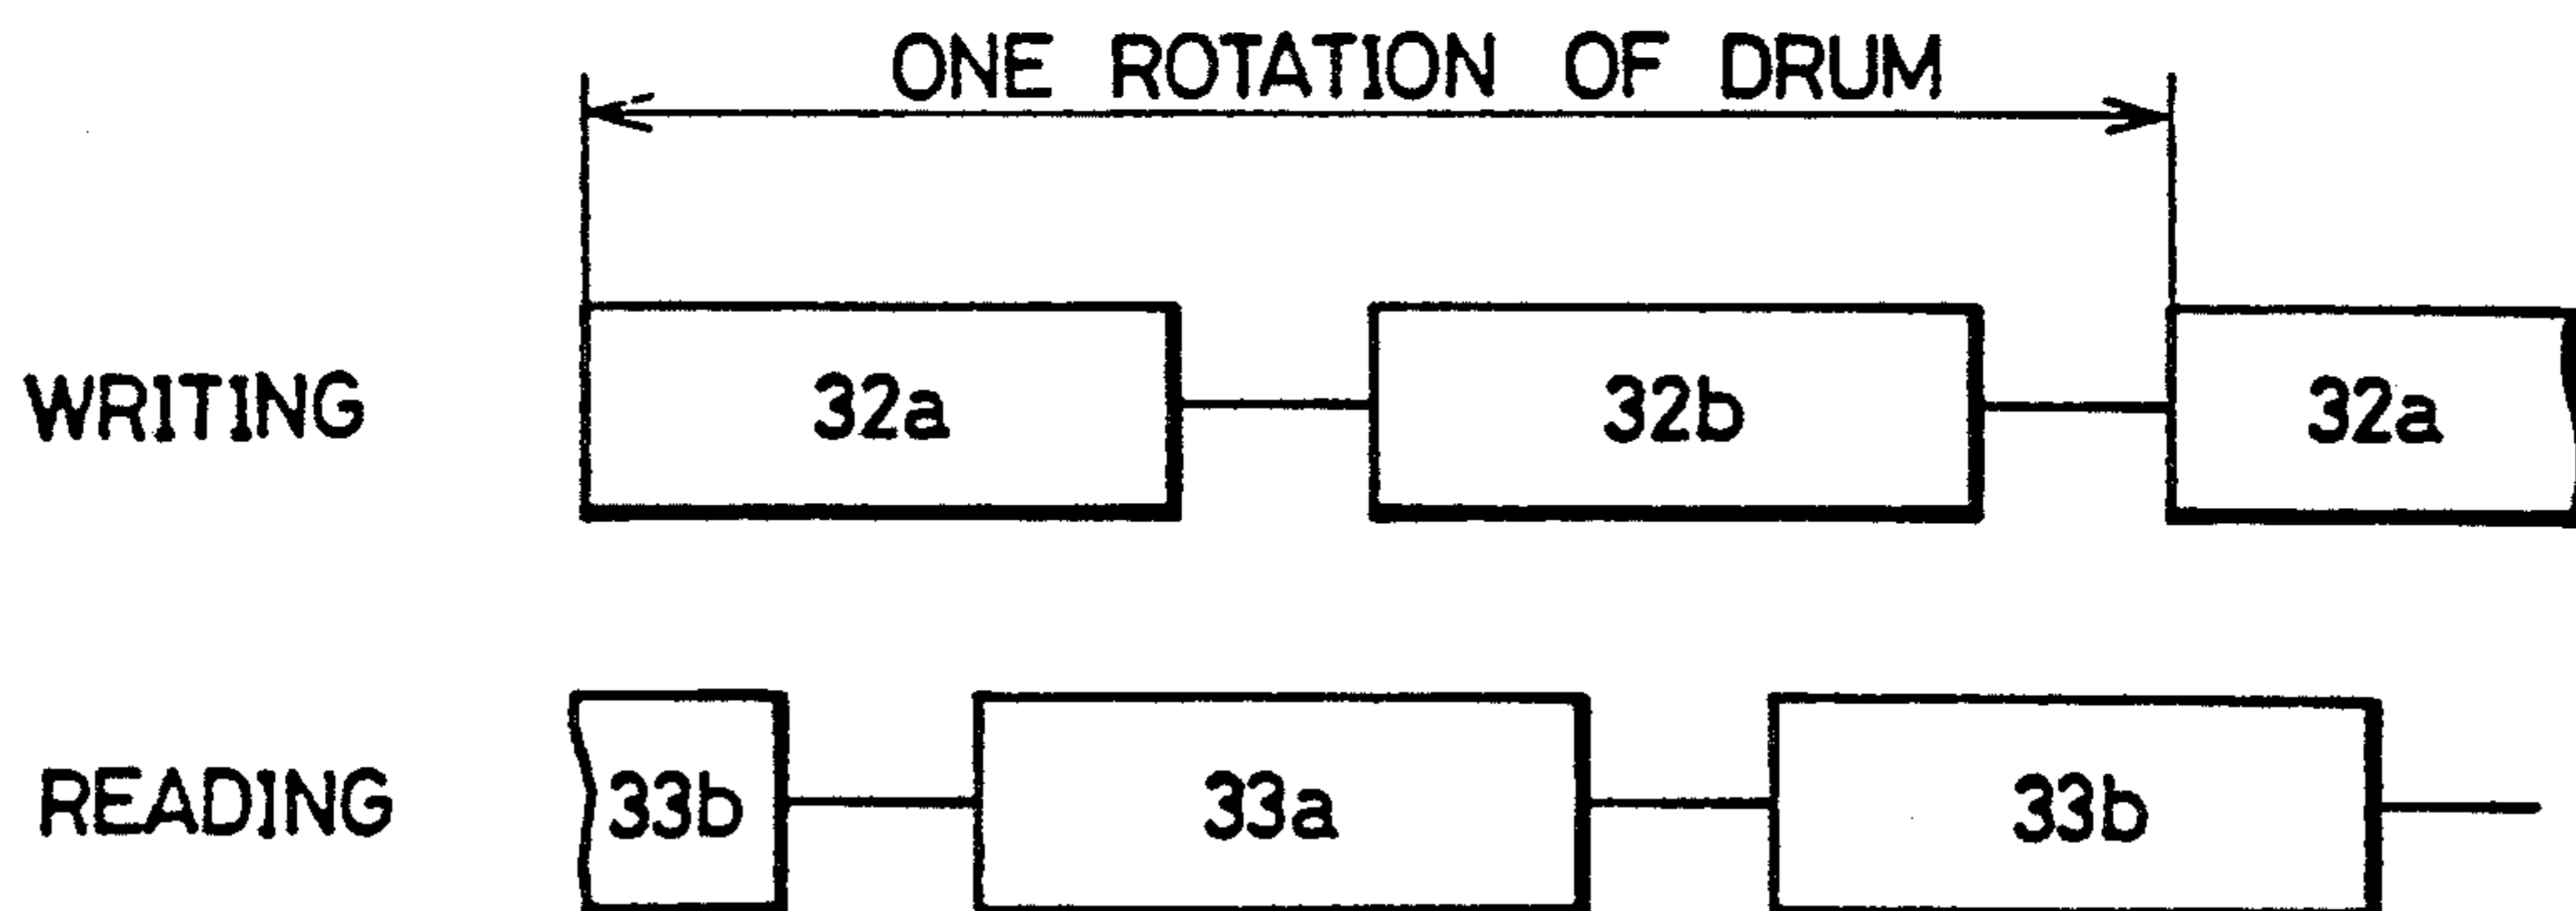 ONE ROTATION OF DRUM
WRITING 32a 32b 32a
READING 33b 33a 33b